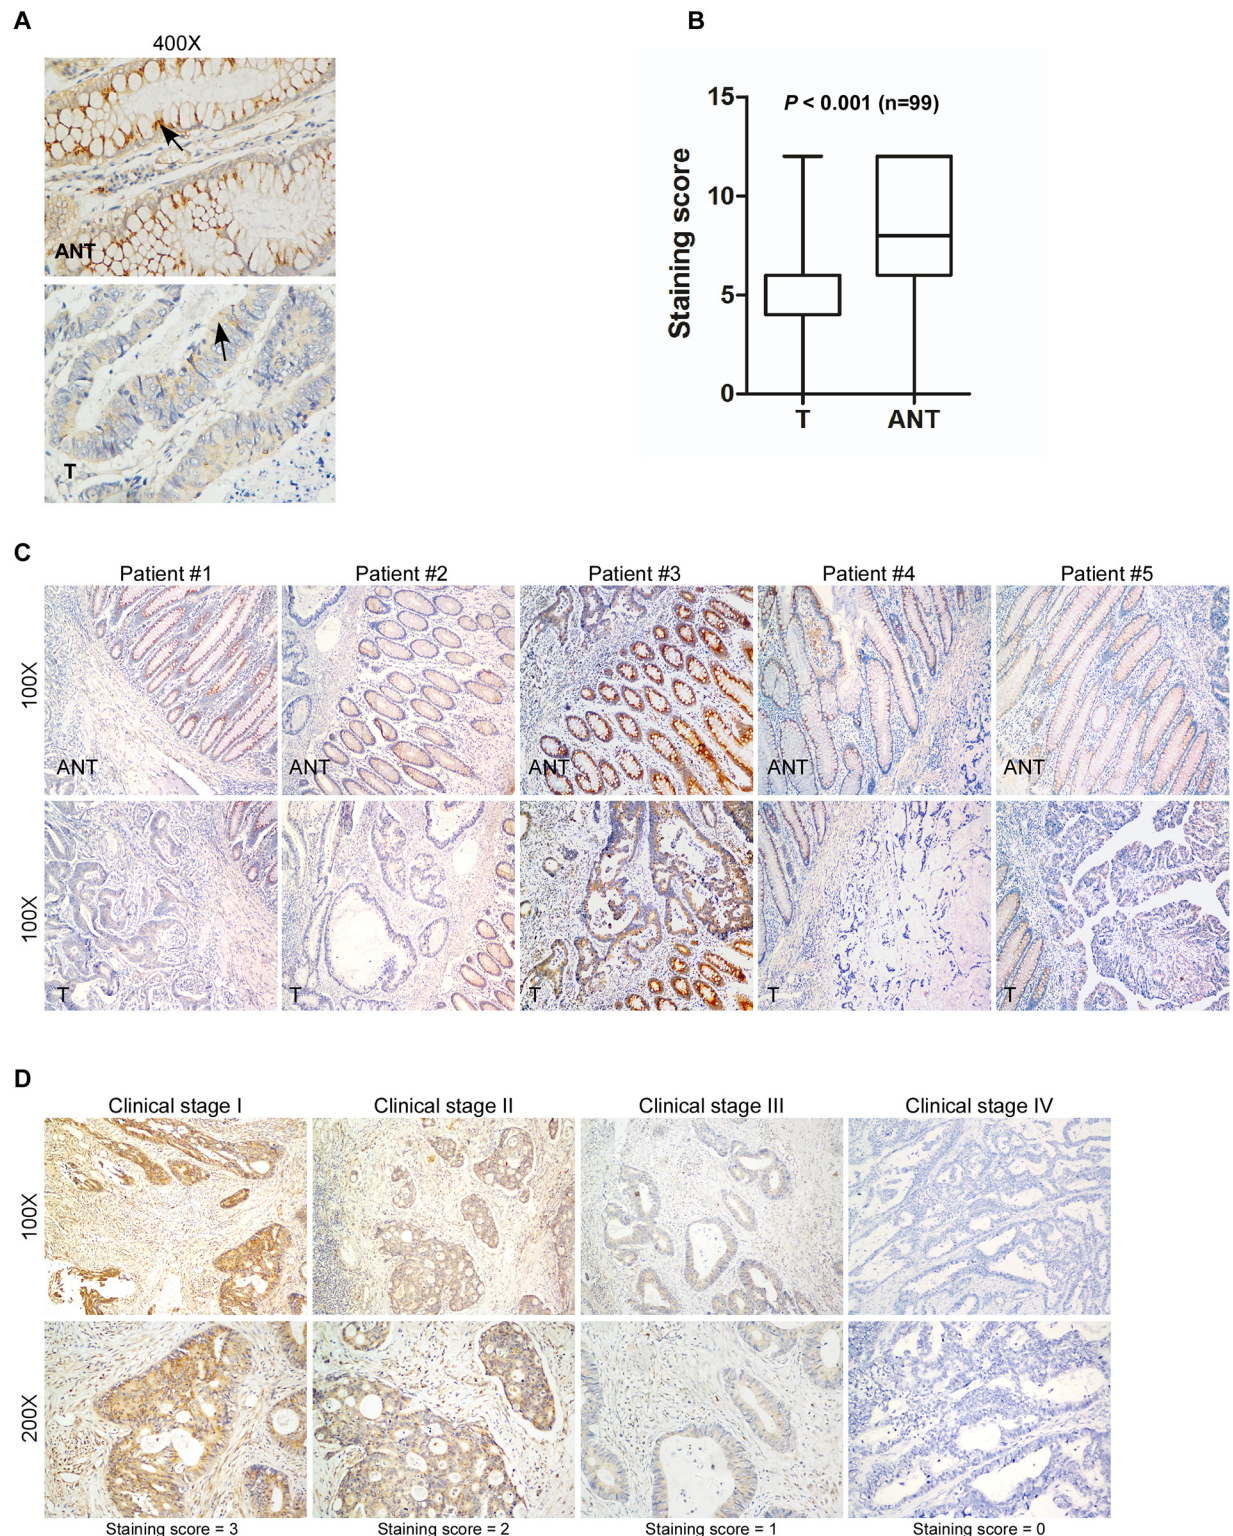 A
400X
ANT
T
B
15
10
5
0
Staining score
P < 0.001 (n=99)
T
ANT
C
Patient #1
Patient #2
Patient #3
Patient #4
Patient #5
100X
ANT
ANT
ANT
ANT
ANT
100X
T
T
T
T
T
D
Clinical stage I
Clinical stage II
Clinical stage III
Clinical stage IV
100X
200X
Staining score = 3
Staining score = 2
Staining score = 1
Staining score = 0